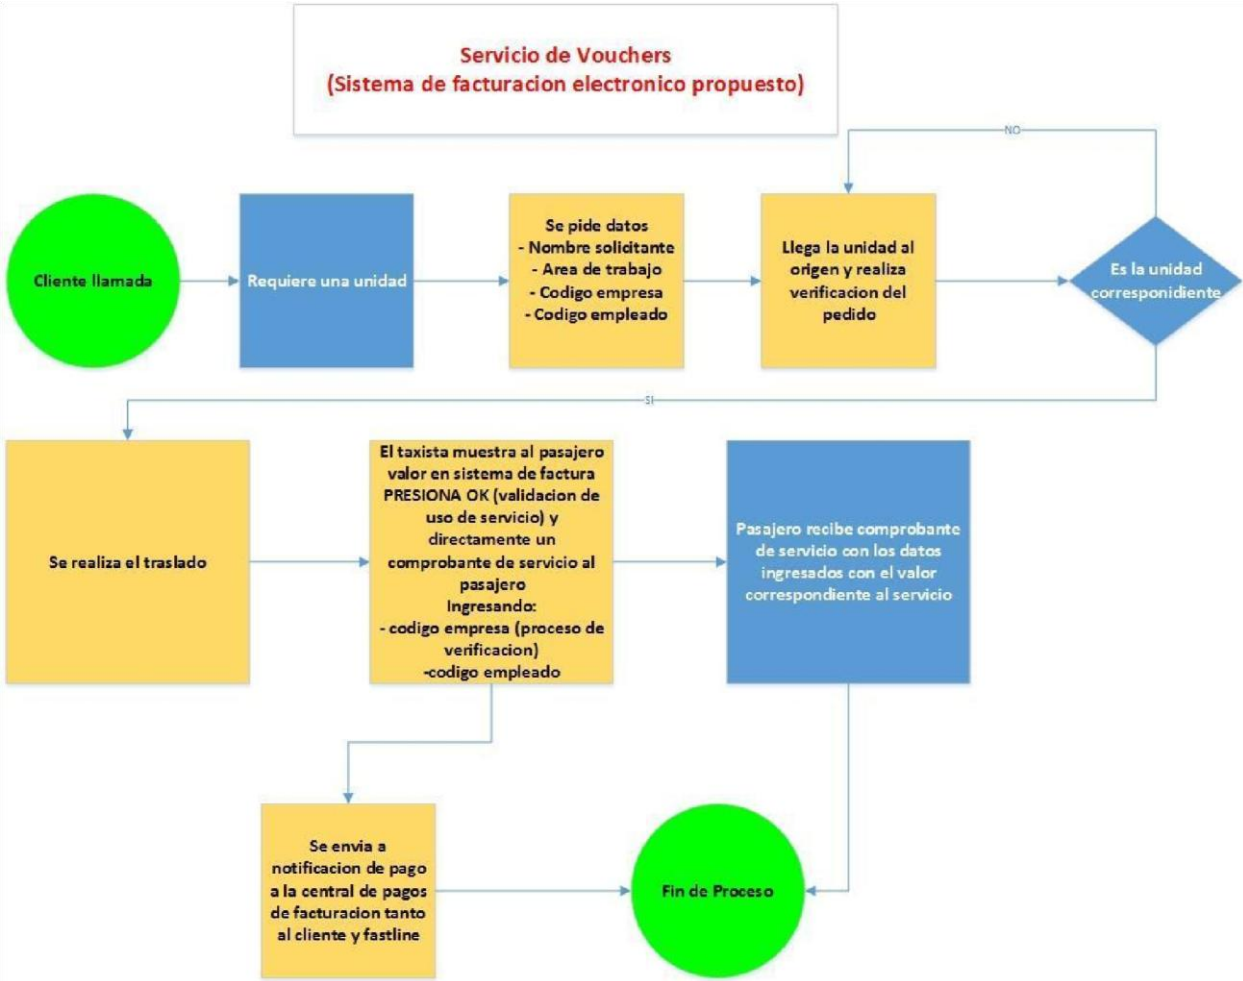 Servicio de Vouchers
(Sistema de facturacion electronico propuesto)
NO
Cliente llamada
Requiere una unidad
Se pide datos
- Nombre solicitante
- Area de trabajo
- Codigo empresa
- Codigo empleado
Llega la unidad al
origen y realiza
verificacion del
pedido
Es la unidad
correspondiente
SI
Se realiza el traslado
El taxista muestra al pasajero
valor en sistema de factura
PRESIONA OK (validacion de
uso de servicio) y
directamente un
comprobante de servicio al
pasajero
Ingresando:
- codigo empresa (proceso de
verificacion)
-codigo empleado
Pasajero recibe comprobante
de servicio con los datos
ingresados con el valor
correspondiente al servicio
Se envia a
notificacion de pago
a la central de pagos
de facturacion tanto
al cliente y fastline
Fin de Proceso